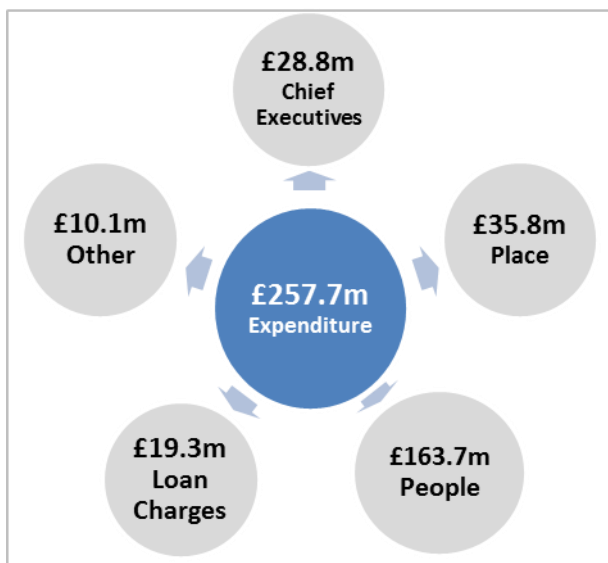 £28.8m
Chief
Executives
£10.1m
Other
£35.8m
Place
£257.7m
Expenditure
£19.3m
Loan
Charges
£163.7m
People